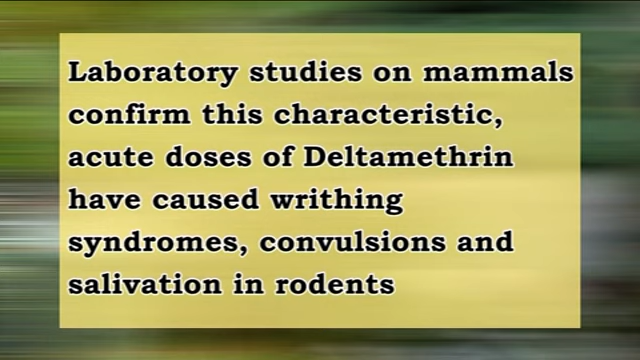 Laboratory studies on mammals
confirm this characteristic,
acute doses of Deltamethrin
have caused writhing
syndromes, convulsions and
salivation in rodents